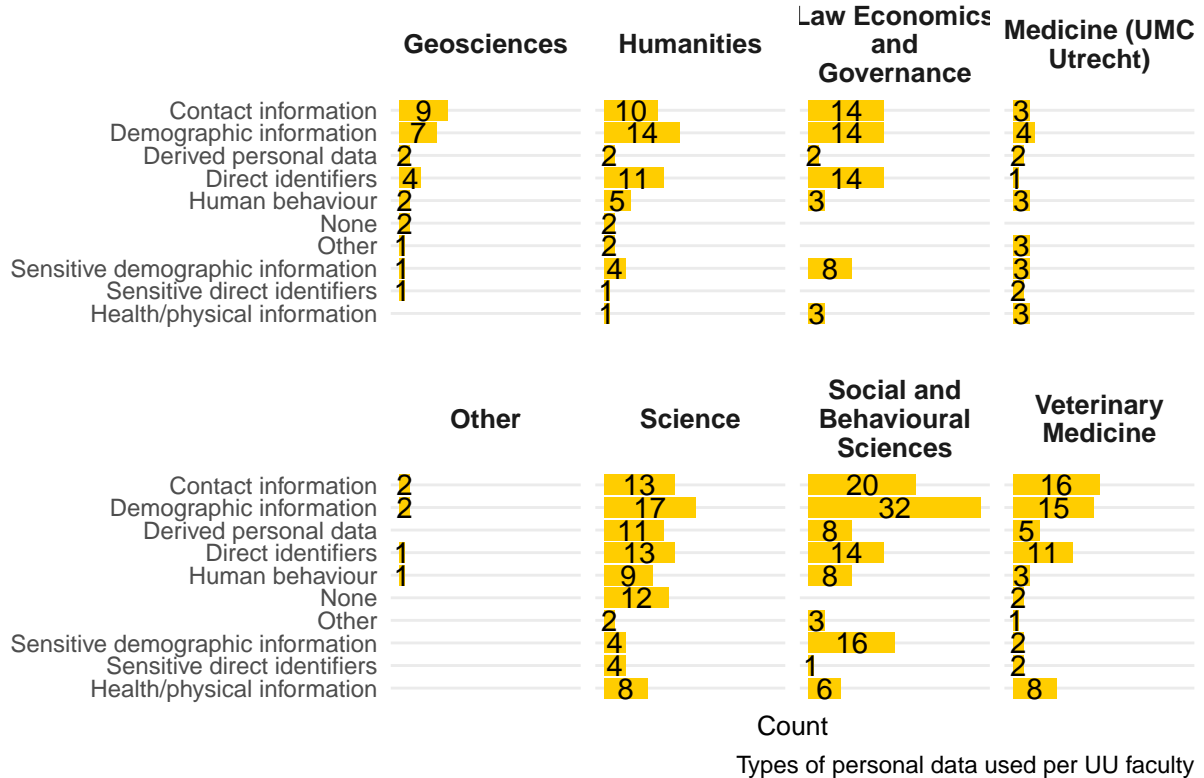 Geosciences
Humanities
Law Economics
and
Governance
Medicine (UMC
Utrecht)
Contact information 9 10 14 3
Demographic information 7 14 14 4
Derived personal data 2 2 2 2
Direct identifiers 4 11 14 1
Human behaviour 2 5 3 3
None 2 2
Other 1 2 3
Sensitive demographic information 1 4 8 3
Sensitive direct identifiers 1 1 2
Health/physical information 1 3 3
Other
Science
Social and
Behavioural
Sciences
Veterinary
Medicine
Contact information 2 13 20 16
Demographic information 2 17 32 15
Derived personal data 11 8 5
Direct identifiers 1 13 14 11
Human behaviour 1 9 8 3
None 12 2
Other 2 3 1
Sensitive demographic information 4 16 2
Sensitive direct identifiers 4 1 2
Health/physical information 8 6 8
Count
Types of personal data used per UU faculty